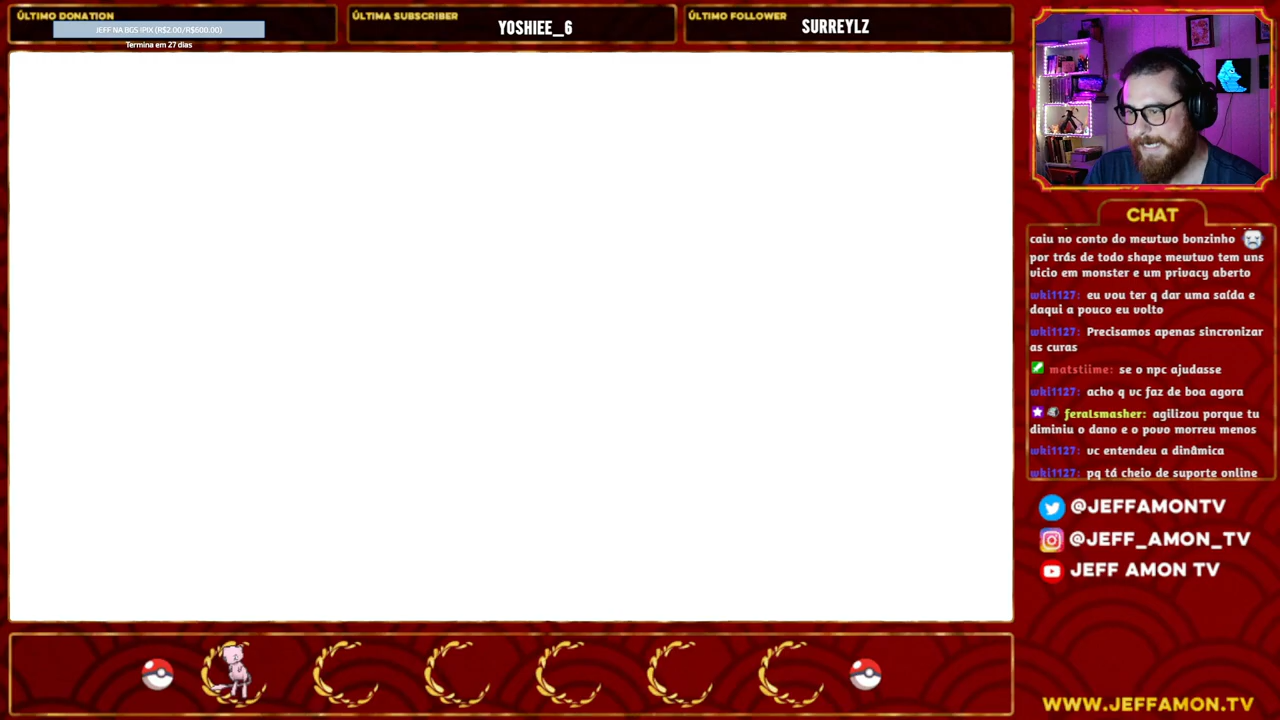 ÚLTIMO DONATION
JEFF NA BGS !PIX (R$2.00/R$600.00)
Termina em 27 dias
ÚLTIMA SUBSCRIBER
YOSHIEE_6
ÚLTIMO FOLLOWER
SURREYLZ
CHAT
caiu no conto do mewtwo bonzinho
por trás de todo shape mewtwo tem uns
vicio em monster e um privacy aberto
wki1127: eu vou ter q dar uma saída e
daqui a pouco eu volto
wki1127: Precisamos apenas sincronizar
as curas
matstiime: se o npc ajudasse
wki1127: acho q vc faz de boa agora
feralsmasher: agilizou porque tu
diminiu o dano e o povo morreu menos
wki1127: vc entendeu a dinâmica
wki1127: pq tá cheio de suporte online
@JEFFAMONTV
@JEFF_AMON_TV
JEFF AMON TV
WWW.JEFFAMON.TV